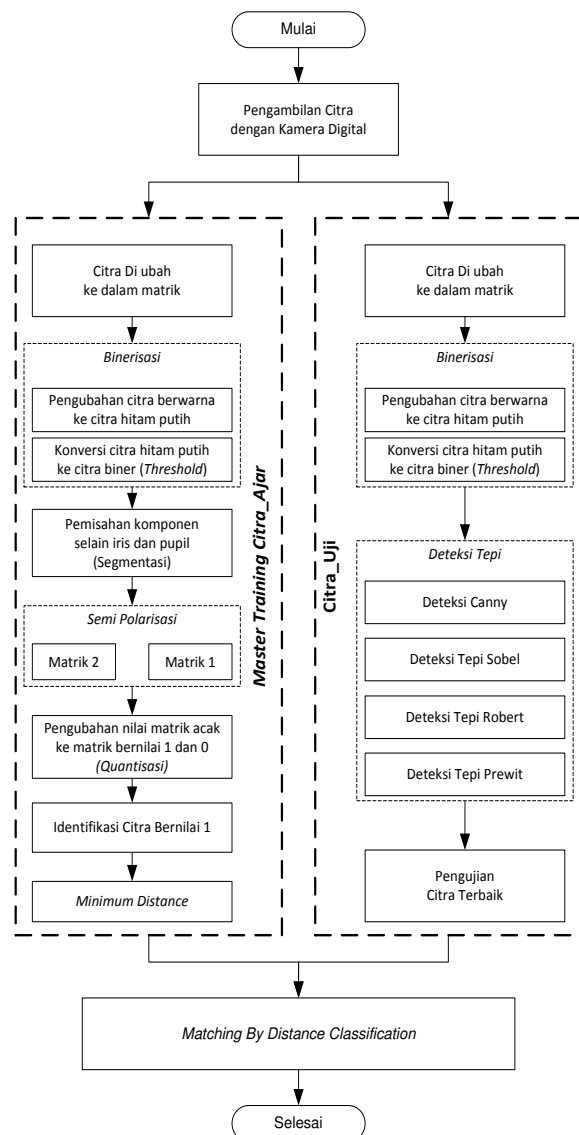 Mulai
Pengambilan Citra
dengan Kamera Digital
Citra Di ubah
ke dalam matrik
Binerisasi
Pengubahan citra berwarna
ke citra hitam putih
Konversi citra hitam putih
ke citra biner (Threshold)
Pemisahan komponen
selain iris dan pupil
(Segmentasi)
Semi Polarisasi
Matrik 2
Matrik 1
Pengubahan nilai matrik acak
ke matrik bernilai 1 dan 0
(Quantisasi)
Identifikasi Citra Bernilai 1
Minimum Distance
Master Training Citra_Ajar
Citra_Uji
Citra Di ubah
ke dalam matrik
Binerisasi
Pengubahan citra berwarna
ke citra hitam putih
Konversi citra hitam putih
ke citra biner (Threshold)
Deteksi Tepi
Deteksi Canny
Deteksi Tepi Sobel
Deteksi Tepi Robert
Deteksi Tepi Prewit
Pengujian
Citra Terbaik
Matching By Distance Classification
Selesai